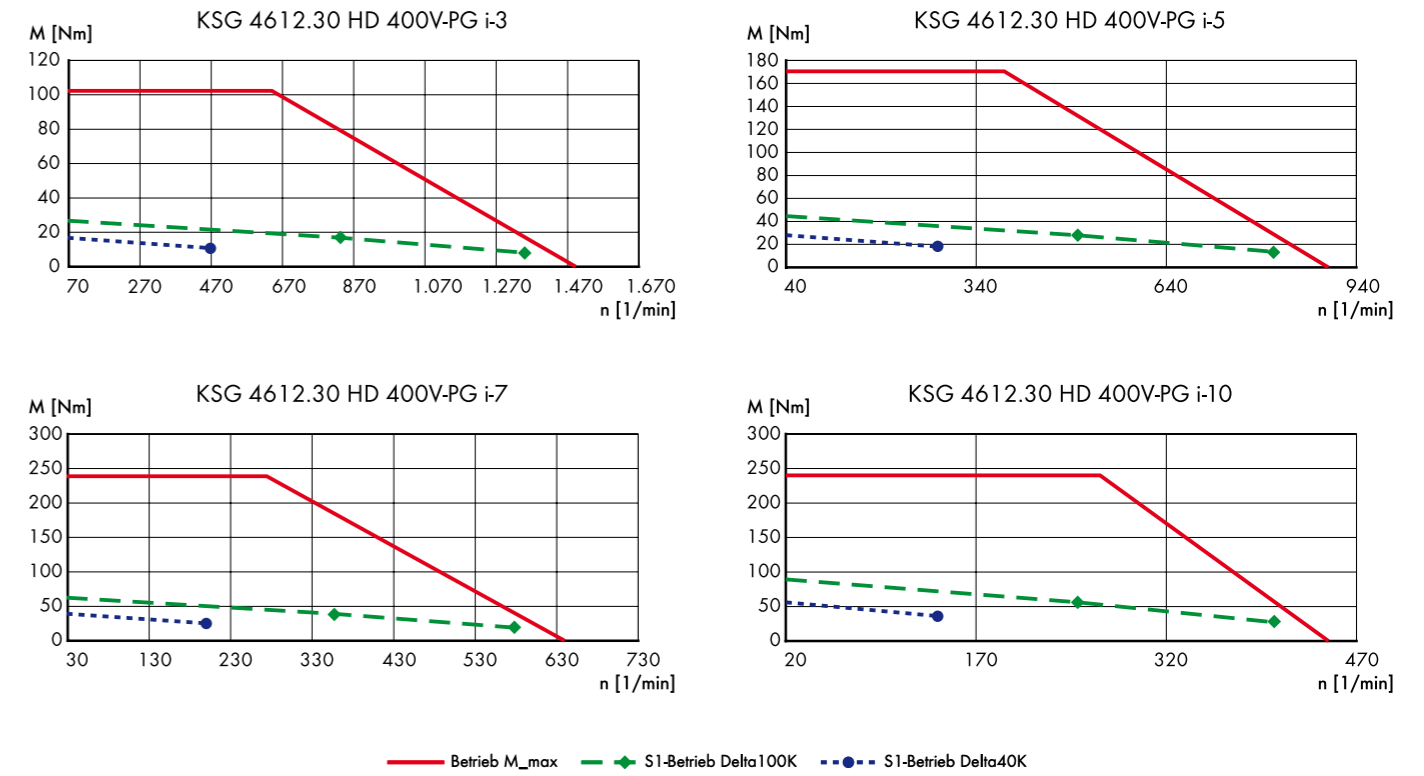 KSG 4612.30 HD 400V-PG i-3
M [Nm]
120
100
80
60
40
20
0
70 270 470 670 870 1.070 1.270 1.470 1.670
n [1/min]
KSG 4612.30 HD 400V-PG i-5
M [Nm]
180
160
140
120
100
80
60
40
20
0
40 340 640 940
n [1/min]
KSG 4612.30 HD 400V-PG i-7
M [Nm]
300
250
200
150
100
50
0
30 130 230 330 430 530 630 730
n [1/min]
KSG 4612.30 HD 400V-PG i-10
M [Nm]
300
250
200
150
100
50
0
20 170 320 470
n [1/min]
Betrieb M_max S1-Betrieb Delta100K S1-Betrieb Delta40K